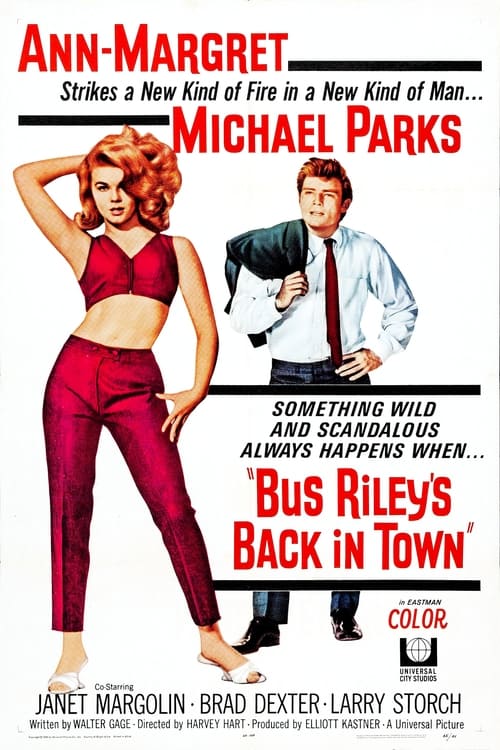 ANN-MARGRET
Strikes a New Kind of Fire in a New Kind of Man...
MICHAEL PARKS
SOMETHING WILD
AND SCANDALOUS
ALWAYS HAPPENS WHEN...
"BUS RILEY'S
BACK IN TOWN"
in EASTMAN
COLOR
UNIVERSAL
CITY STUDIOS
Co-Starring
JANET MARGOLIN · BRAD DEXTER · LARRY STORCH
Written by WALTER GAGE · Directed by HARVEY HART · Produced by ELLIOTT KASTNER · A Universal Picture